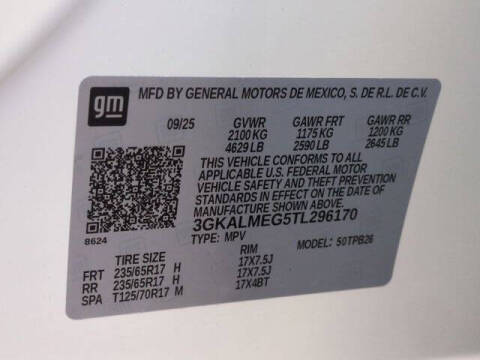 gm
MFD BY GENERAL MOTORS DE MEXICO, S. DE R.L. DE C.V.
09/25 GVWR GAWR FRT GAWR RR
2100 KG 1175 KG 1200 KG
4629 LB 2590 LB 2645 LB
THIS VEHICLE CONFORMS TO ALL
APPLICABLE U.S. FEDERAL MOTOR
VEHICLE SAFETY AND THEFT PREVENTION
STANDARDS IN EFFECT ON THE DATE OF
MANUFACTURE SHOWN ABOVE.
3GKALMEG5TL296170
8624 TYPE: MPV MODEL: 50TPB26
TIRE SIZE RIM
FRT 235/65R17 H 17X7.5J
RR 235/65R17 H 17X7.5J
SPA T125/70R17 M 17X4BT